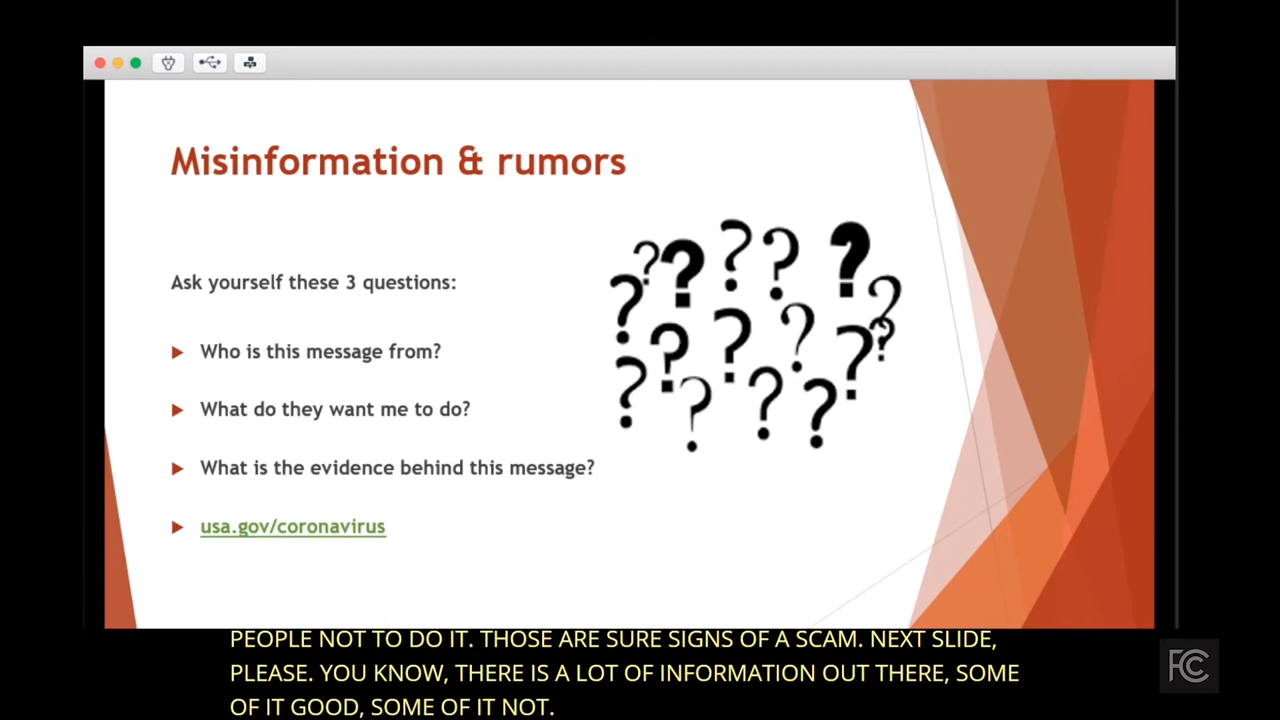 Misinformation & rumors
Ask yourself these 3 questions:
Who is this message from?
What do they want me to do?
What is the evidence behind this message?
usa.gov/coronavirus
? ? ? ? ? ? ? ? ? ? ? ? ? ? ? ? ?
PEOPLE NOT TO DO IT. THOSE ARE SURE SIGNS OF A SCAM. NEXT SLIDE,
PLEASE. YOU KNOW, THERE IS A LOT OF INFORMATION OUT THERE, SOME
OF IT GOOD, SOME OF IT NOT.
FCC